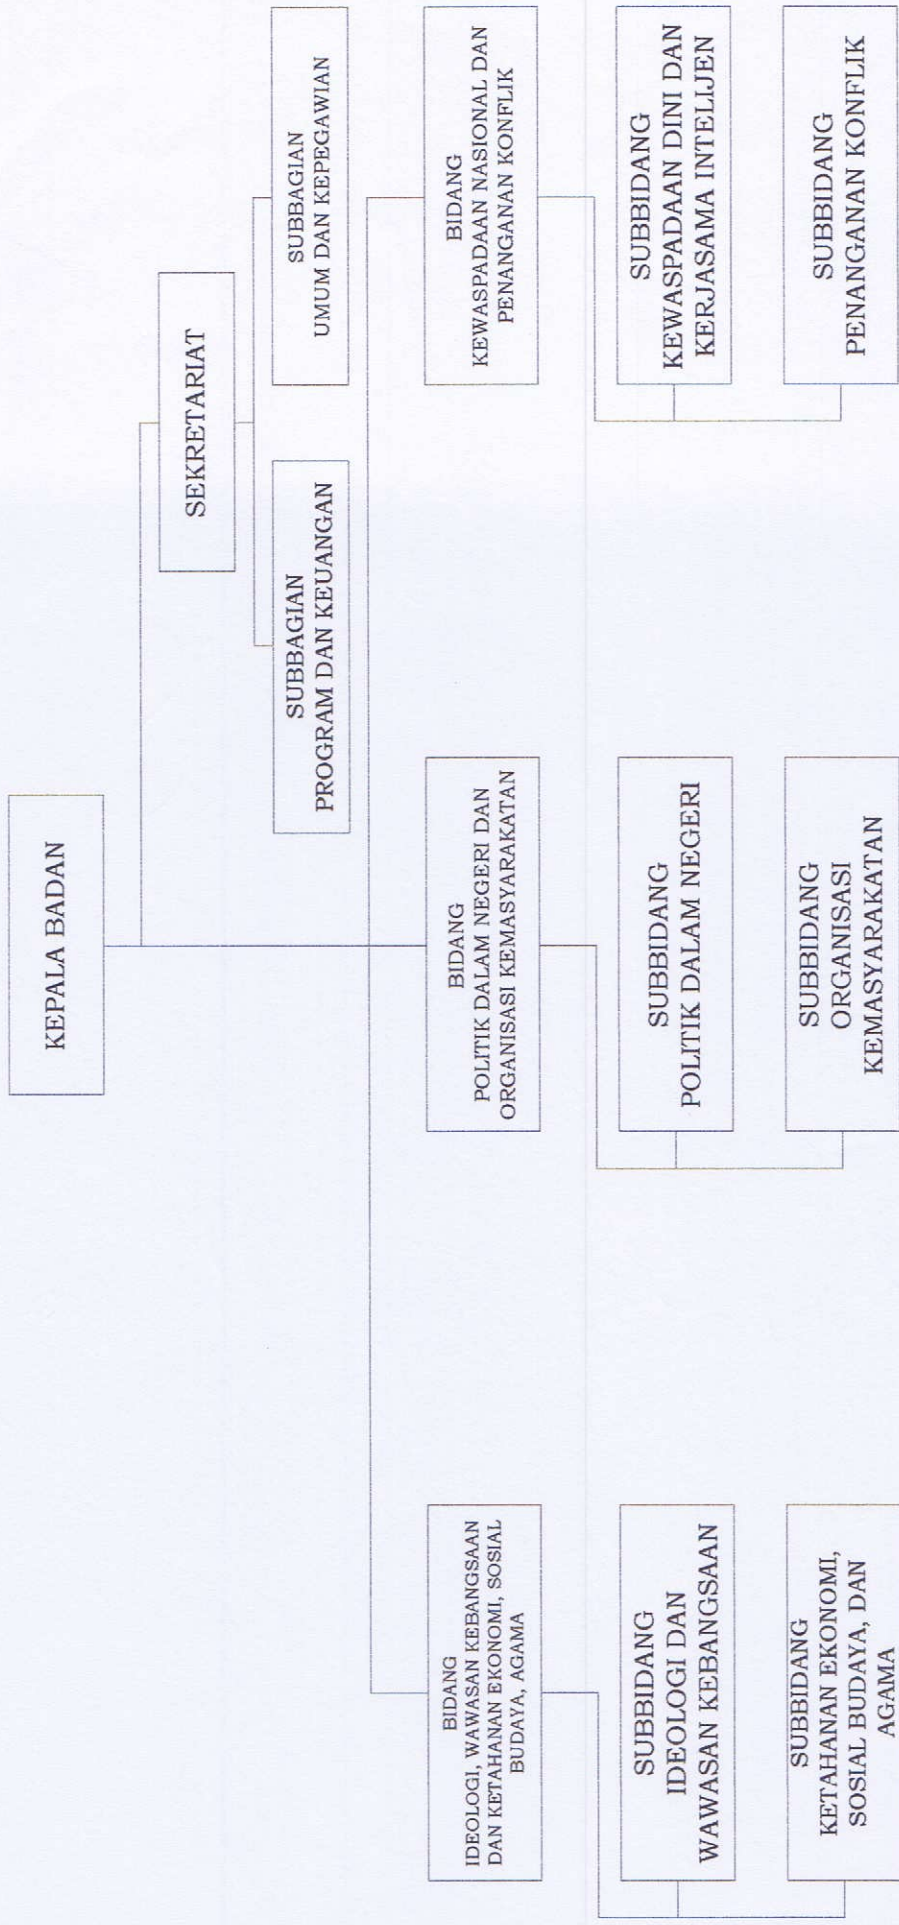 KEPALA BADAN
SEKRETARIAT
SUBBAGIAN
PROGRAM DAN KEUANGAN
SUBBAGIAN
UMUM DAN KEPEGAWIAN
BIDANG
IDEOLOGI, WAWASAN KEBANGSAAN
DAN KETAHANAN EKONOMI, SOSIAL
BUDAYA, AGAMA
BIDANG
POLITIK DALAM NEGERI DAN
ORGANISASI KEMASYARAKATAN
BIDANG
KEWASPADAAN NASIONAL DAN
PENANGANAN KONFLIK
SUBBIDANG
IDEOLOGI DAN
WAWASAN KEBANGSAAN
SUBBIDANG
POLITIK DALAM NEGERI
SUBBIDANG
KEWASPADAAN DINI DAN
KERJASAMA INTELIJEN
SUBBIDANG
KETAHANAN EKONOMI,
SOSIAL BUDAYA, DAN
AGAMA
SUBBIDANG
ORGANISASI
KEMASYARAKATAN
SUBBIDANG
PENANGANAN KONFLIK